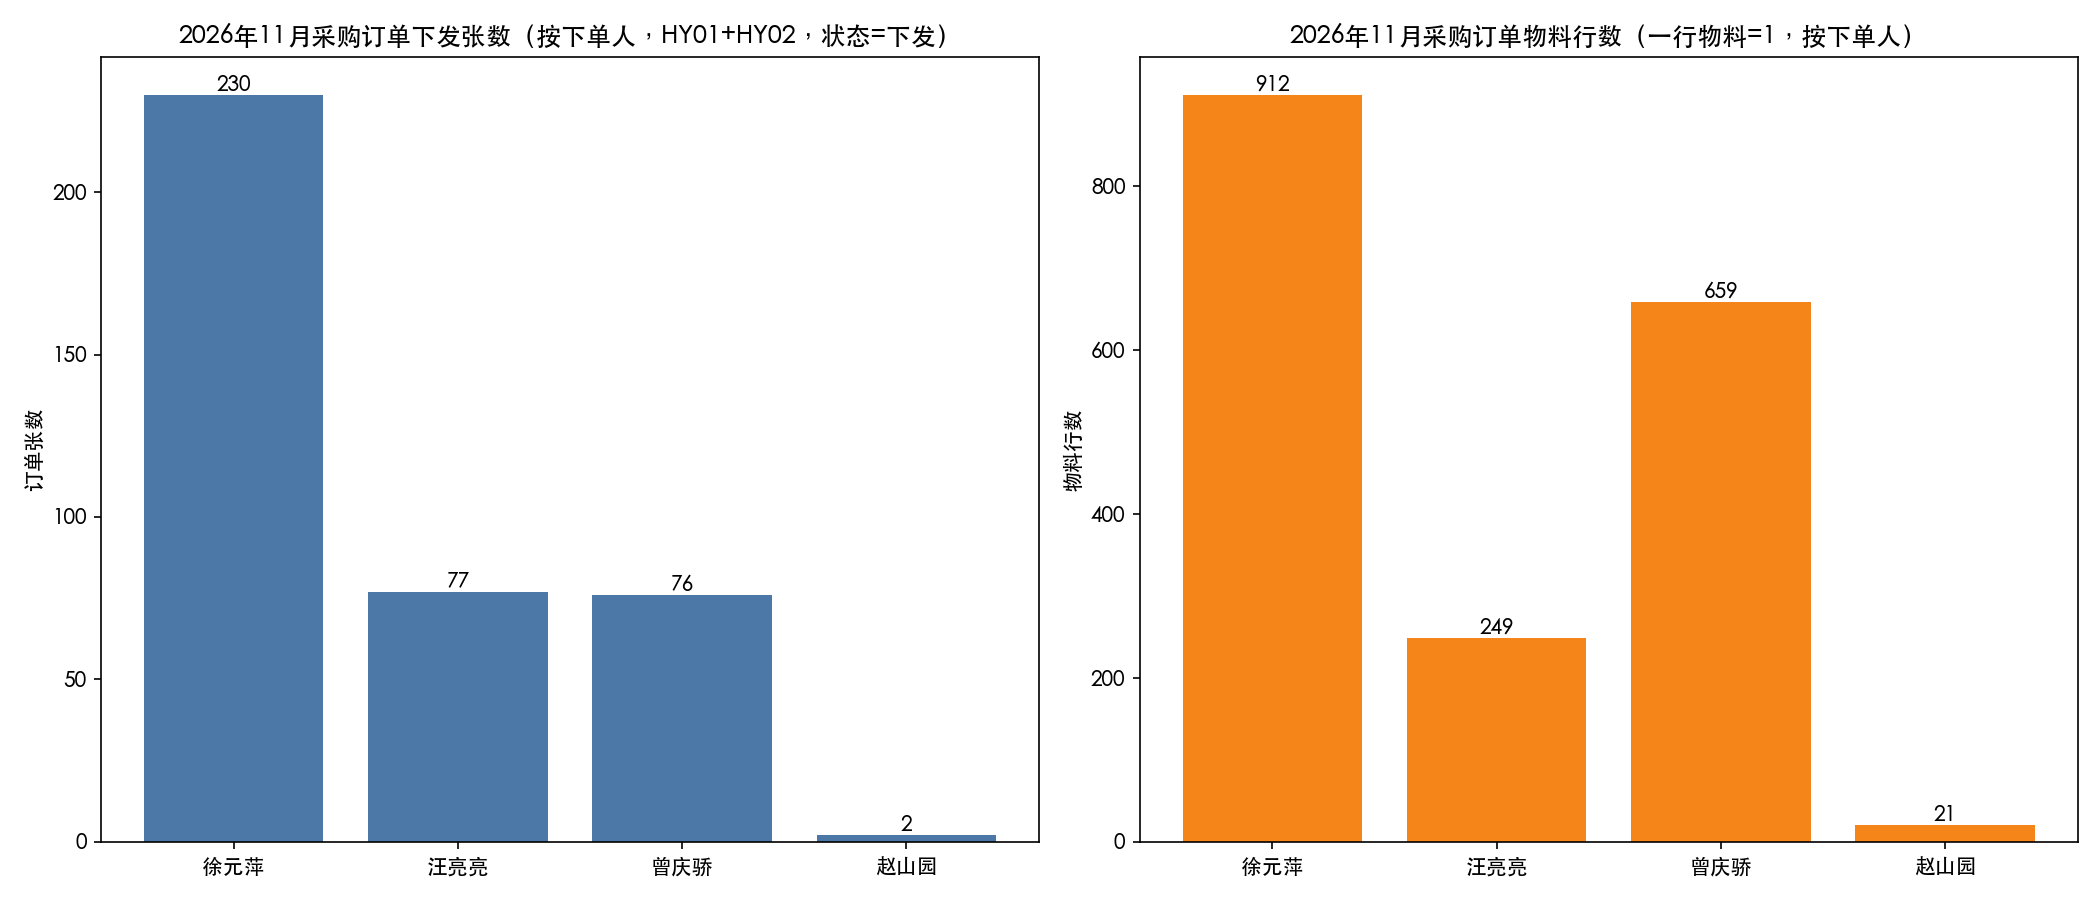 2026年11月采购订单下发张数（按下单人，HY01+HY02，状态=下发）
订单张数
200
150
100
50
0
230
77
76
2
徐元萍
汪亮亮
曾庆骄
赵山园
2026年11月采购订单物料行数（一行物料=1，按下单人）
物料行数
800
600
400
200
0
912
249
659
21
徐元萍
汪亮亮
曾庆骄
赵山园